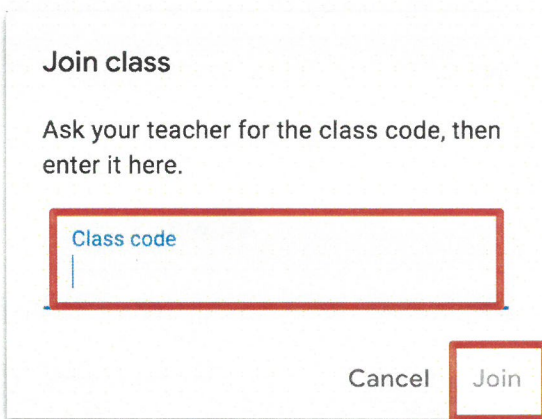 Join class
Ask your teacher for the class code, then
enter it here.
Class code
Cancel Join